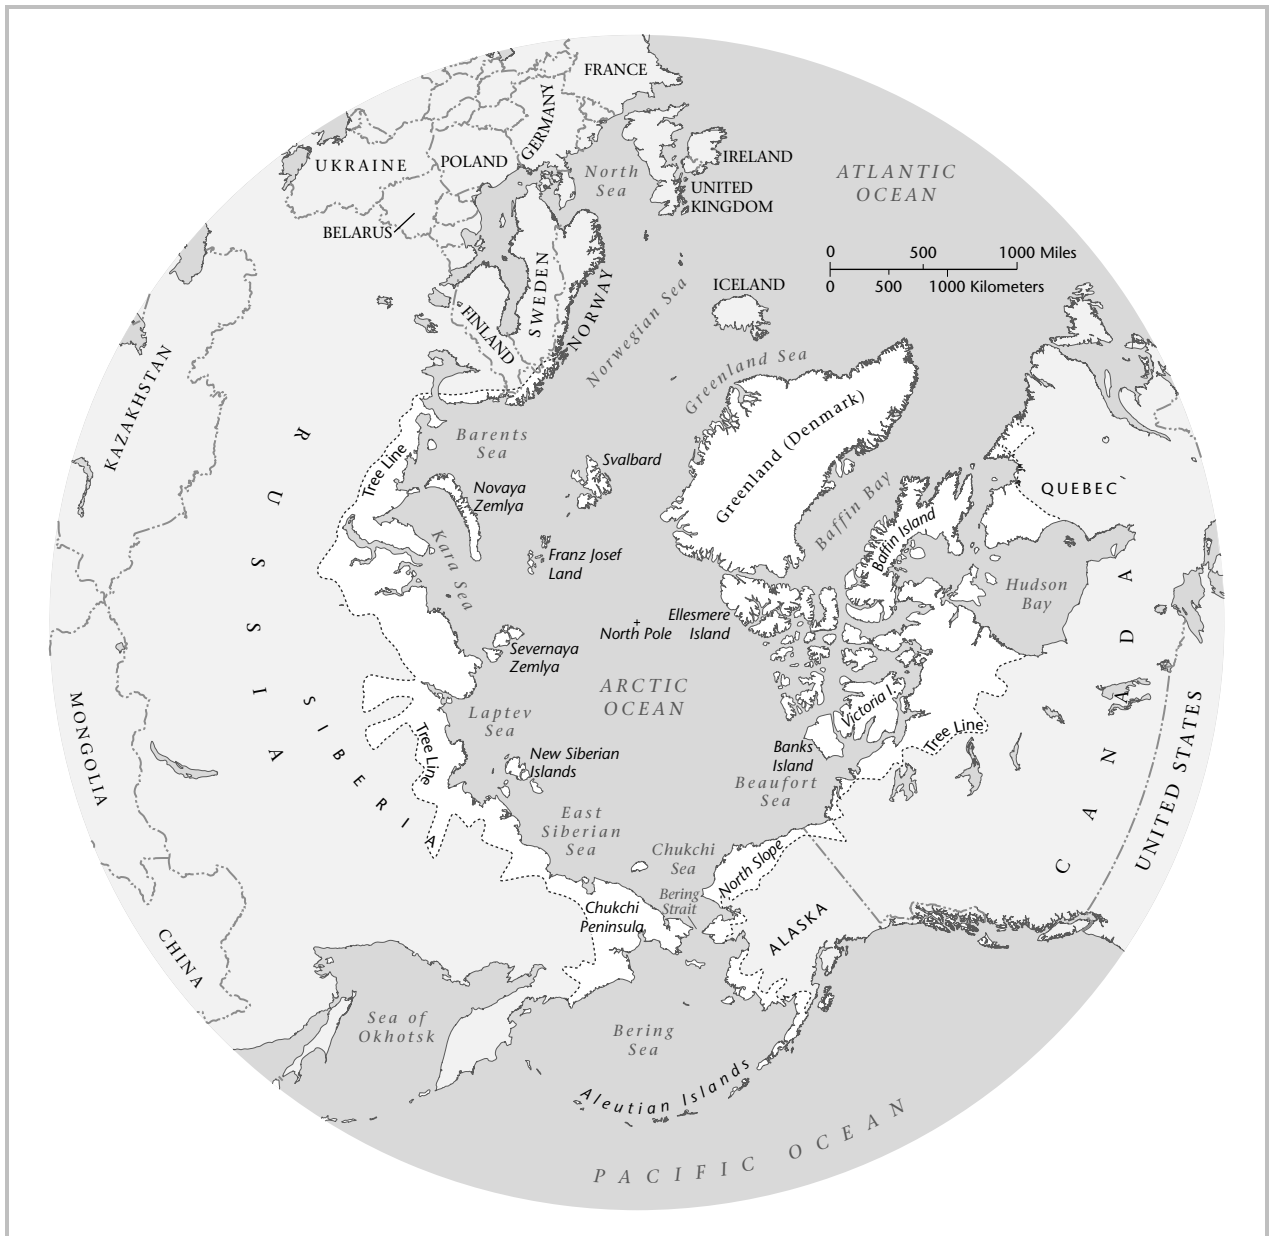 FRANCE
GERMANY
UKRAINE
POLAND
IRELAND
North
Sea
ATLANTIC
OCEAN
UNITED
KINGDOM
BELARUS
0 500 1000 Miles
0 500 1000 Kilometers
ICELAND
SWEDEN
NORWAY
FINLAND
Norwegian Sea
Greenland Sea
KAZAKHSTAN
Greenland (Denmark)
RUSSIA
Barents
Sea
Tree Line
Svalbard
Novaya
Zemlya
Baffin Bay
QUEBEC`
Baffin Island
Kara Sea
Franz Josef
Land
Hudson
Bay
CANADA
Ellesmere
Island
North Pole
Severnaya
Zemlya
ARCTIC
OCEAN
MONGOLIA
SIBERIA
Laptev
Sea
Victoria I.
Tree Line
Tree Line
UNITED STATES
New Siberian
Islands
Banks
Island
Beaufort
Sea
East
Siberian
Sea
Chukchi
Sea
North Slope
Bering
Strait
Chukchi
Peninsula
ALASKA
CHINA
Sea of
Okhotsk
Bering
Sea
Aleutian Islands
PACIFIC OCEAN